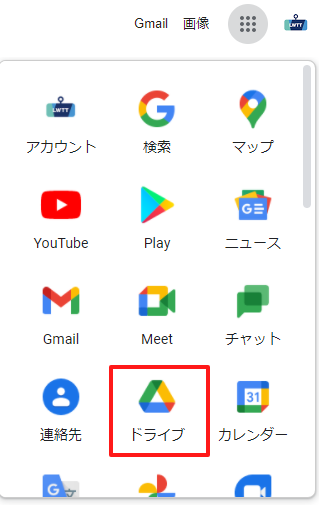 Gmail 画像
LWTT
LWTT
アカウント 検索 マップ
YouTube Play ニュース
Gmail Meet チャット
31
連絡先 ドライブ カレンダー